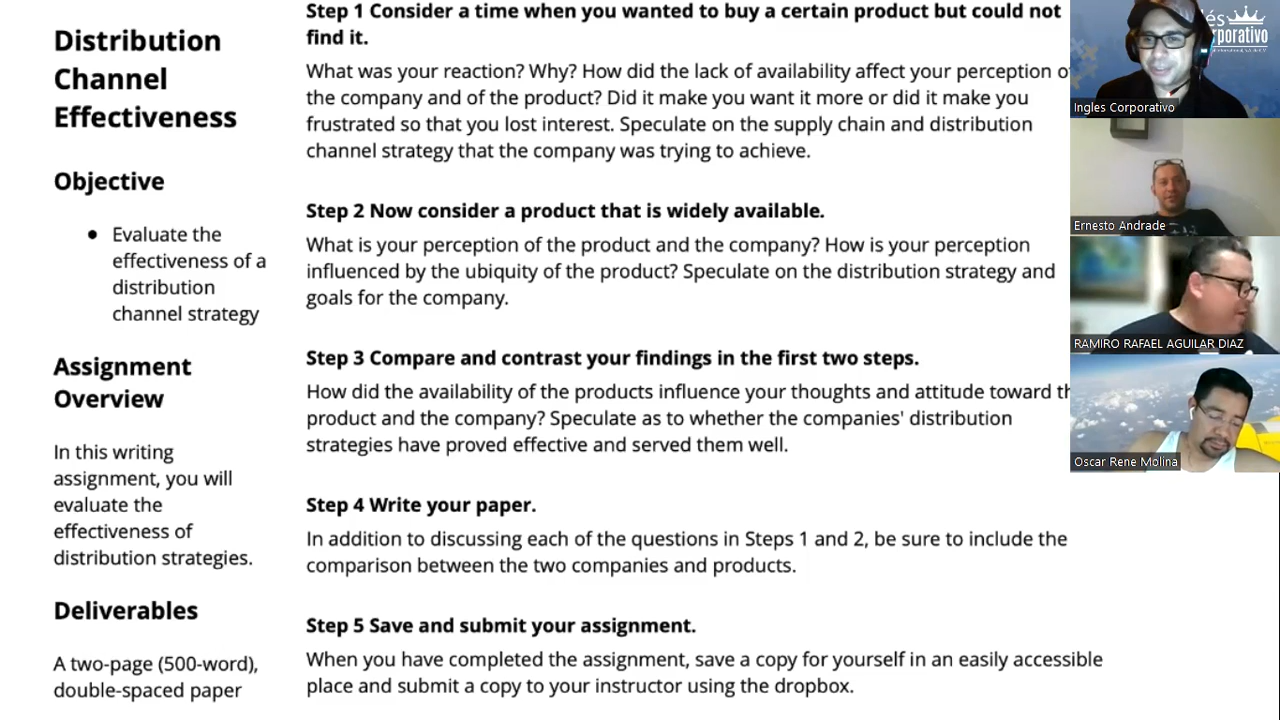 Distribution
Channel
Effectiveness
Objective
● Evaluate the
effectiveness of a
distribution
channel strategy
Assignment
Overview
In this writing
assignment, you will
evaluate the
effectiveness of
distribution strategies.
Deliverables
A two-page (500-word),
double-spaced paper
Step 1 Consider a time when you wanted to buy a certain product but could not
find it.
What was your reaction? Why? How did the lack of availability affect your perception
the company and of the product? Did it make you want it more or did it make you
frustrated so that you lost interest. Speculate on the supply chain and distribution
channel strategy that the company was trying to achieve.
Step 2 Now consider a product that is widely available.
What is your perception of the product and the company? How is your perception
influenced by the ubiquity of the product? Speculate on the distribution strategy and
goals for the company.
Step 3 Compare and contrast your findings in the first two steps.
How did the availability of the products influence your thoughts and attitude toward
product and the company? Speculate as to whether the companies' distribution
strategies have proved effective and served them well.
Step 4 Write your paper.
In addition to discussing each of the questions in Steps 1 and 2, be sure to include the
comparison between the two companies and products.
Step 5 Save and submit your assignment.
When you have completed the assignment, save a copy for yourself in an easily accessible
place and submit a copy to your instructor using the dropbox.
Ingles Corporativo
Ernesto Andrade
RAMIRO RAFAEL AGUILAR DIAZ
Oscar Rene Molina